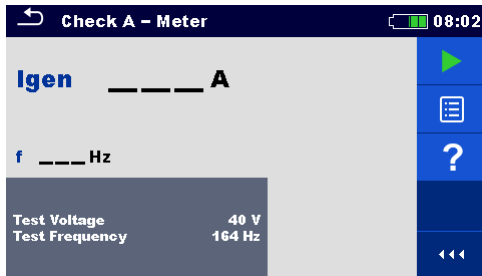 Check A – Meter 08:02
Igen ___ A
f ___ Hz
?
Test Voltage 40 V
Test Frequency 164 Hz